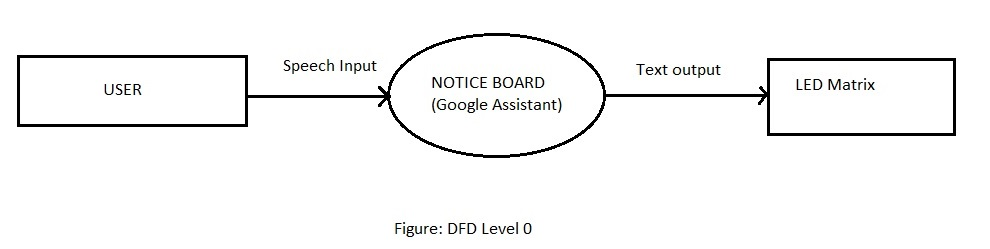 USER
Speech Input
NOTICE BOARD
(Google Assistant)
Text output
LED Matrix
Figure: DFD Level 0